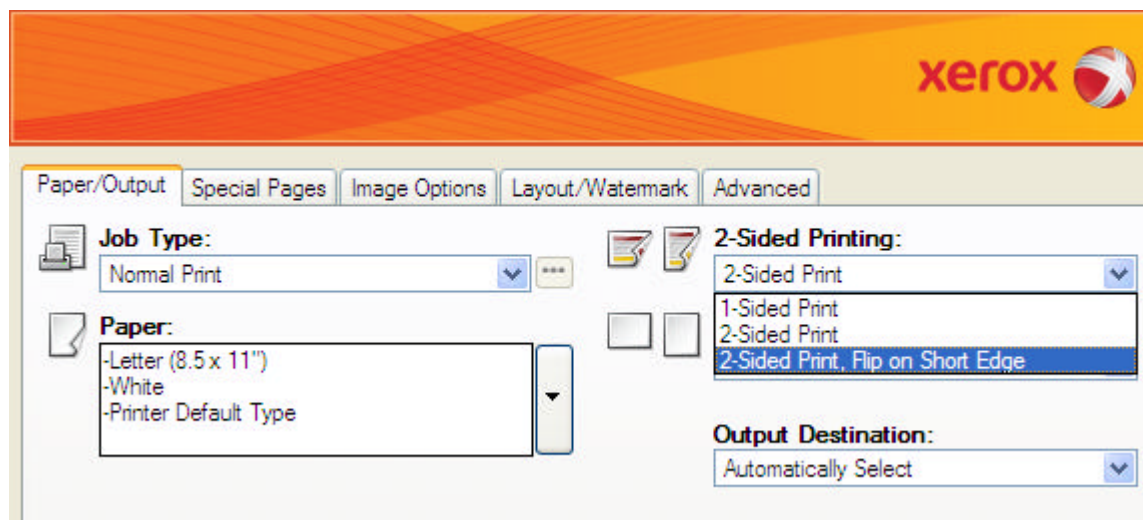 xerox
Paper/Output Special Pages Image Options Layout/Watermark Advanced
Job Type:
Normal Print
Paper:
-Letter (8.5 x 11")
-White
-Printer Default Type
2-Sided Printing:
2-Sided Print
1-Sided Print
2-Sided Print
2-Sided Print, Flip on Short Edge
Output Destination:
Automatically Select